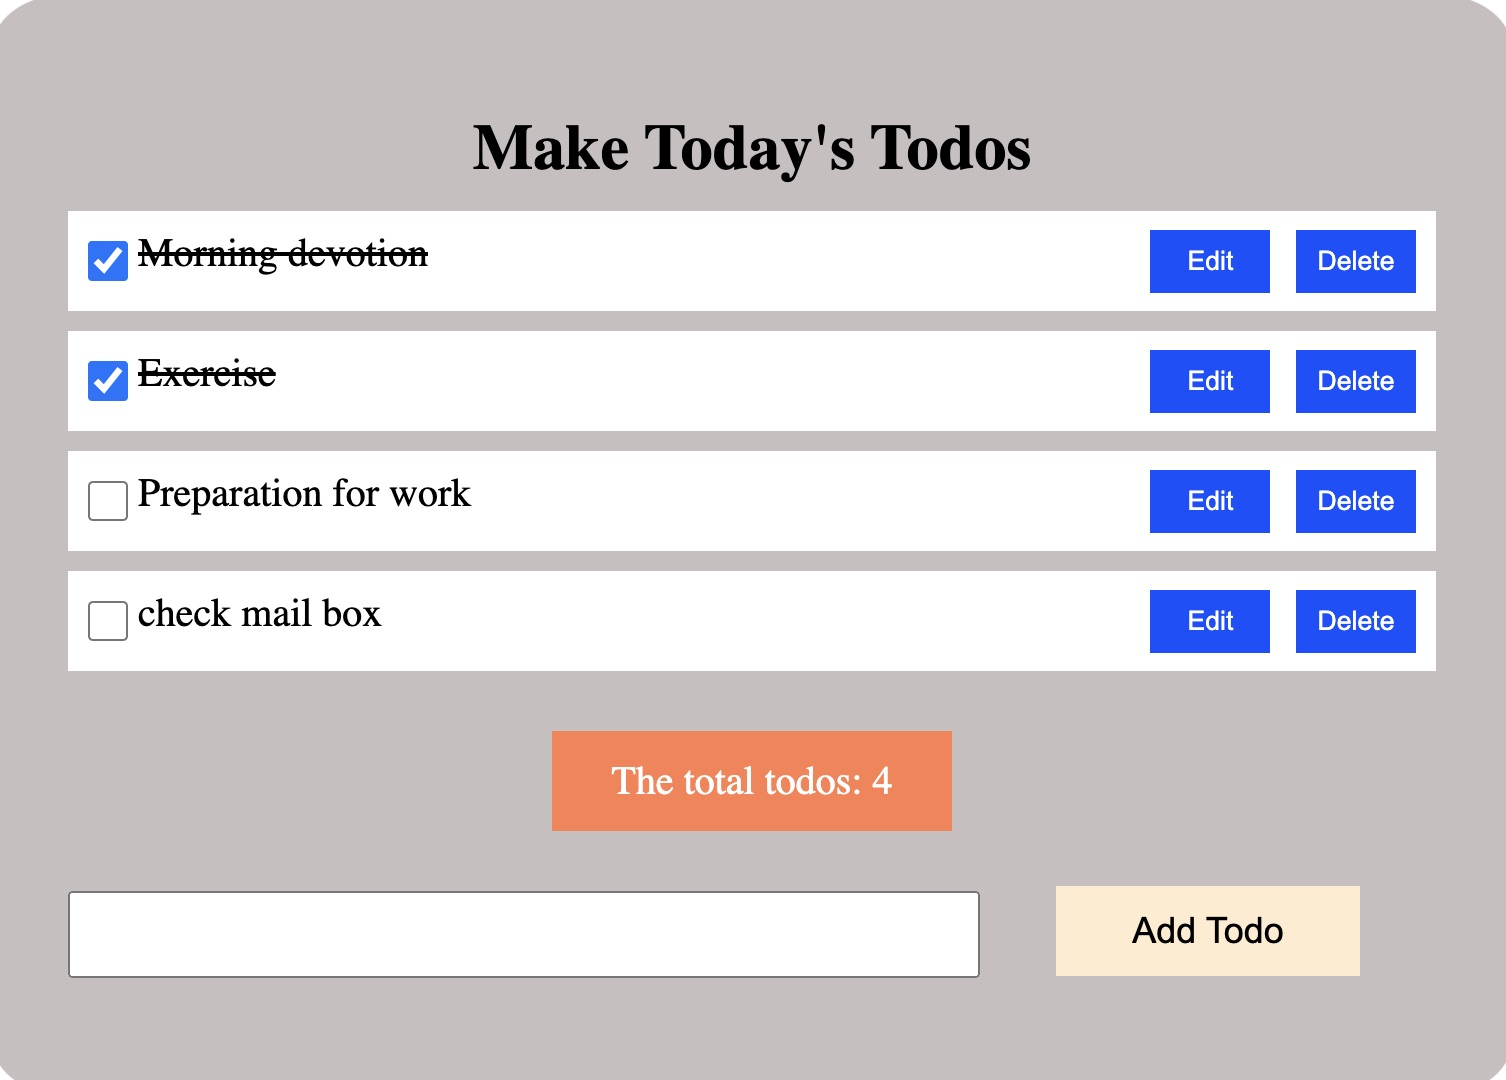 Make Today's Todos
Morning devotion Edit Delete
Exercise Edit Delete
Preparation for work Edit Delete
check mail box Edit Delete
The total todos: 4
Add Todo